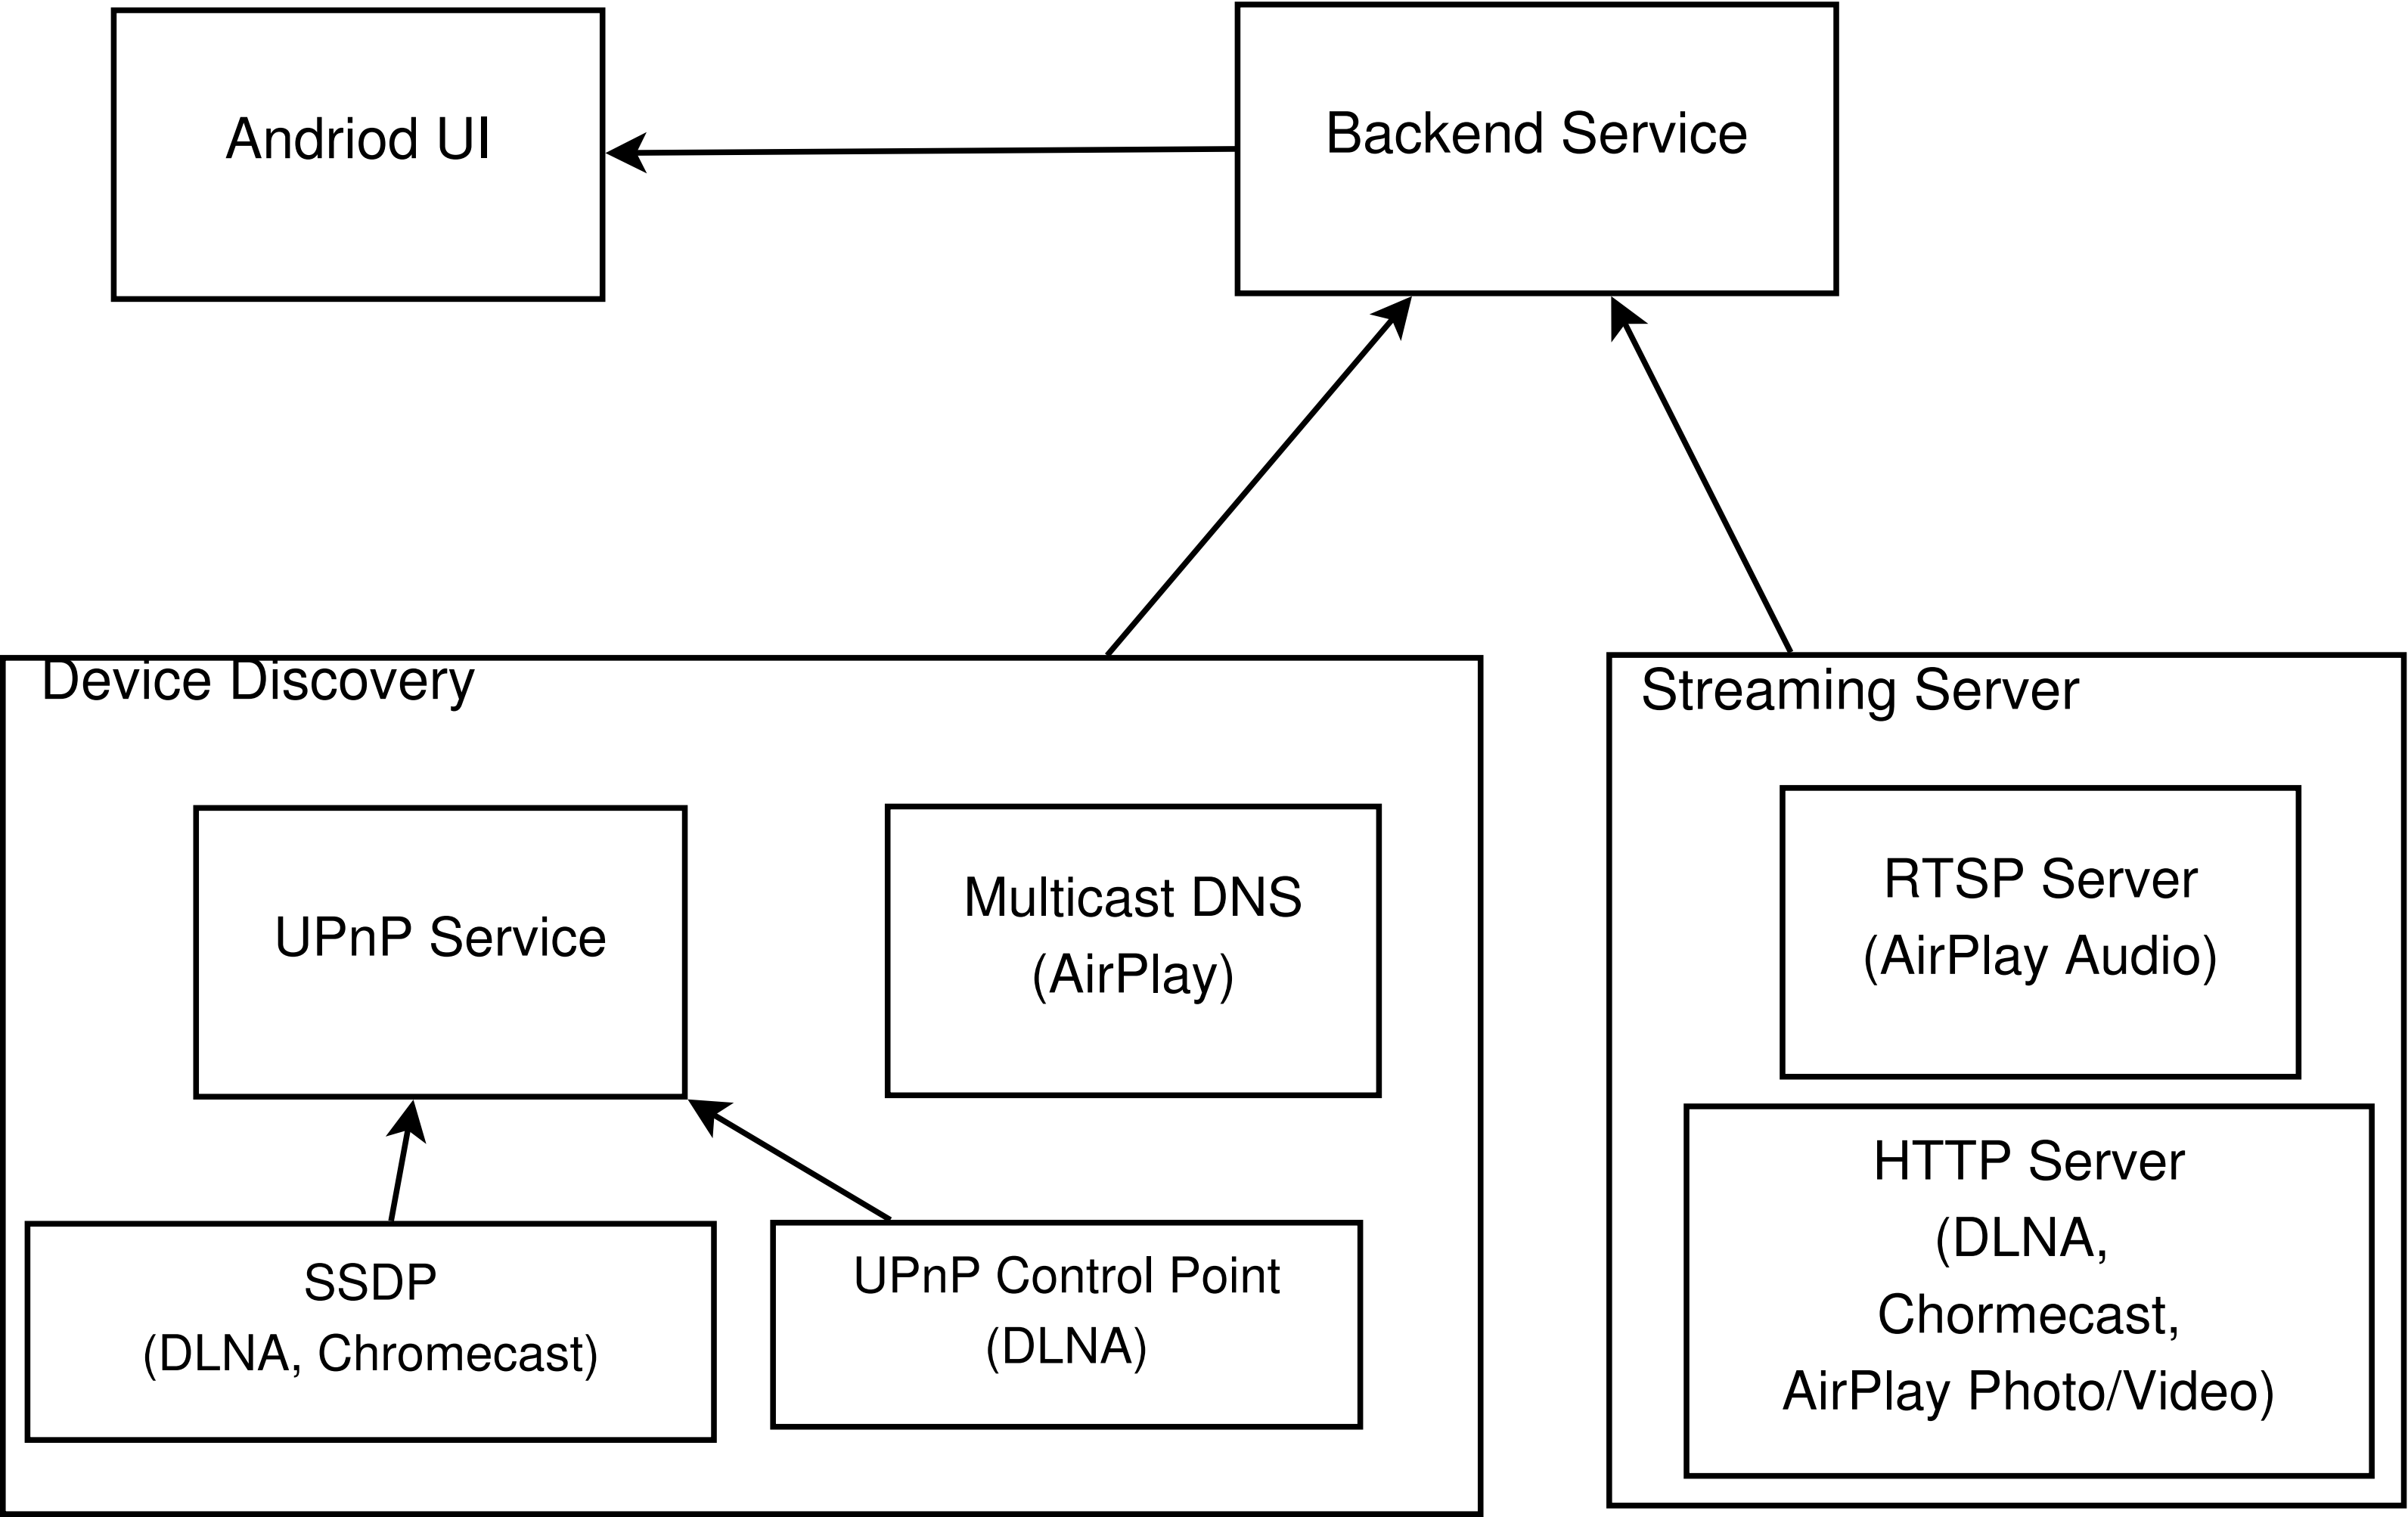 Andriod UI
Backend Service
Device Discovery
UPnP Service
Multicast DNS
(AirPlay)
SSDP
(DLNA, Chromecast)
UPnP Control Point
(DLNA)
Streaming Server
RTSP Server
(AirPlay Audio)
HTTP Server
(DLNA,
Chormecast,
AirPlay Photo/Video)